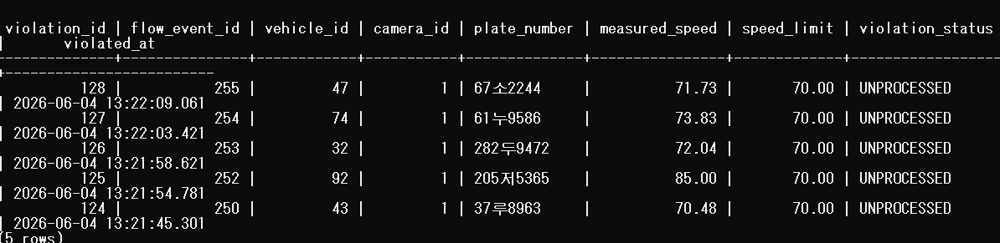 violation_id | flow_event_id | vehicle_id | camera_id | plate_number | measured_speed | speed_limit | violation_status
| violated_at
--------------+---------------+------------+-----------+--------------+----------------+-------------+------------------
+-------------------------
128 | 255 | 47 | 1 | 67소2244 | 71.73 | 70.00 | UNPROCESSED
| 2026-06-04 13:22:09.061
127 | 254 | 74 | 1 | 61누9586 | 73.83 | 70.00 | UNPROCESSED
| 2026-06-04 13:22:03.421
126 | 253 | 32 | 1 | 282두9472 | 72.04 | 70.00 | UNPROCESSED
| 2026-06-04 13:21:58.621
125 | 252 | 92 | 1 | 205저5365 | 85.00 | 70.00 | UNPROCESSED
| 2026-06-04 13:21:54.781
124 | 250 | 43 | 1 | 37루8963 | 70.48 | 70.00 | UNPROCESSED
| 2026-06-04 13:21:45.301
(5 rows)